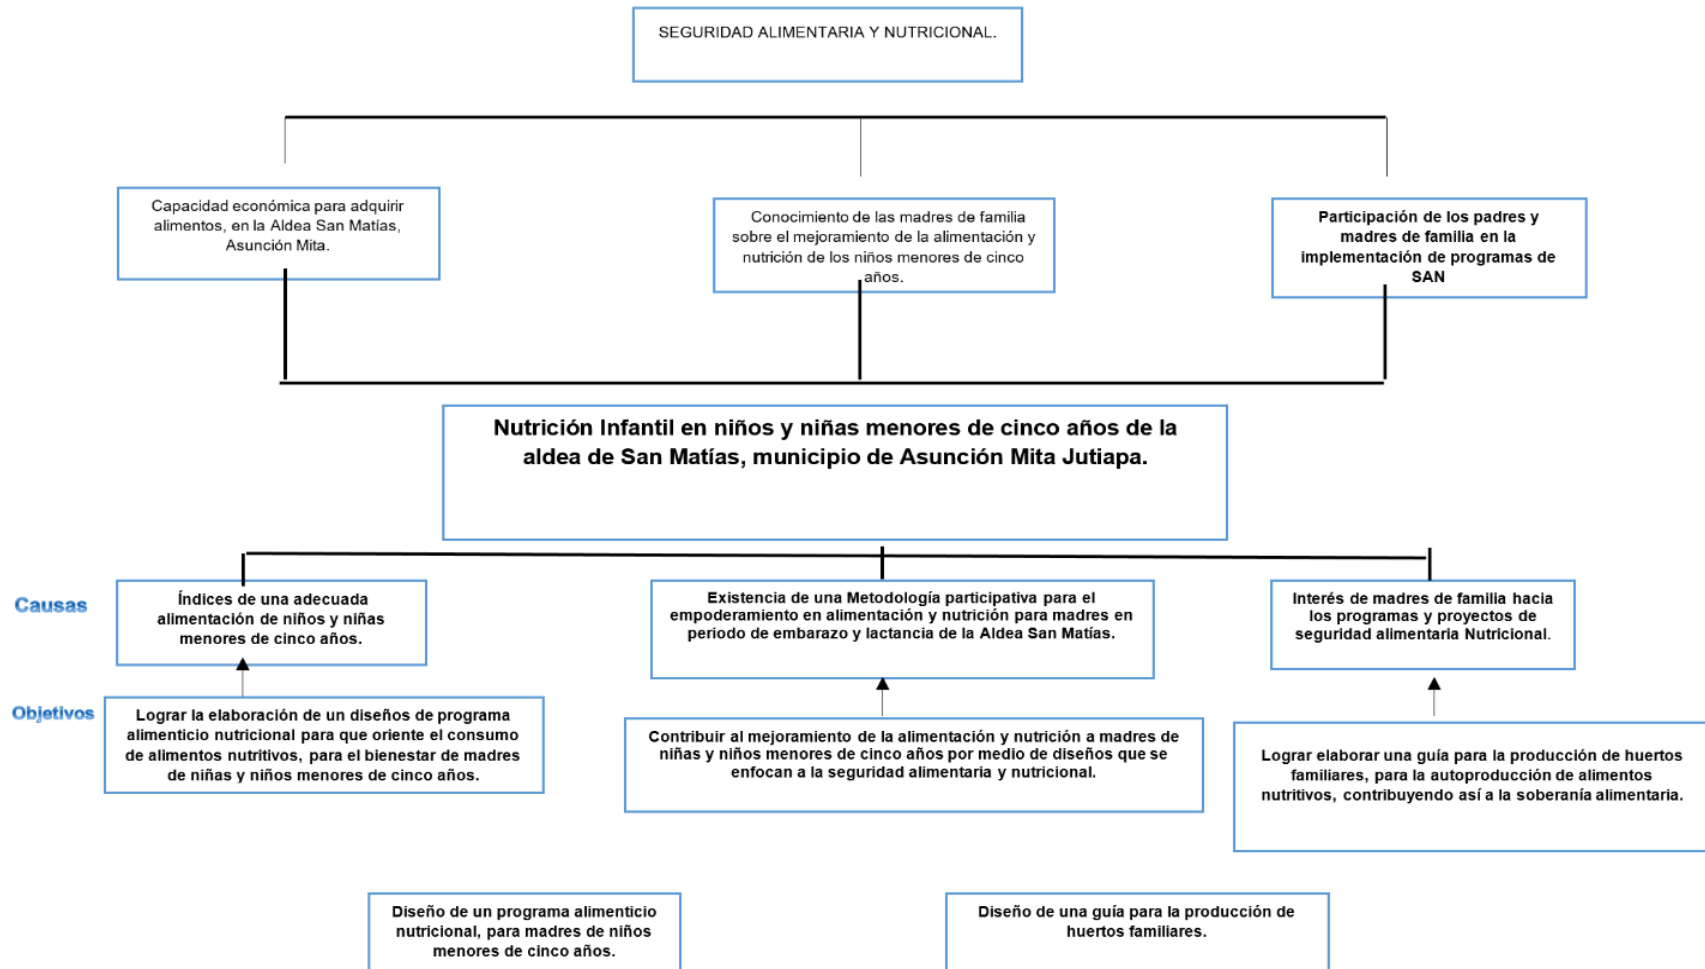 SEGURIDAD ALIMENTARIA Y NUTRICIONAL.
Capacidad económica para adquirir
alimentos, en la Aldea San Matías,
Asunción Mita.
Conocimiento de las madres de familia
sobre el mejoramiento de la alimentación y
nutrición de los niños menores de cinco
años.
Participación de los padres y
madres de familia en la
implementación de programas de
SAN
Nutrición Infantil en niños y niñas menores de cinco años de la
aldea de San Matías, municipio de Asunción Mita Jutiapa.
Causas
Índices de una adecuada
alimentación de niños y niñas
menores de cinco años.
Existencia de una Metodología participativa para el
empoderamiento en alimentación y nutrición para madres en
periodo de embarazo y lactancia de la Aldea San Matías.
Interés de madres de familia hacia
los programas y proyectos de
seguridad alimentaria Nutricional.
Objetivos
Lograr la elaboración de un diseños de programa
alimenticio nutricional para que oriente el consumo
de alimentos nutritivos, para el bienestar de madres
de niñas y niños menores de cinco años.
Contribuir al mejoramiento de la alimentación y nutrición a madres de
niñas y niños menores de cinco años por medio de diseños que se
enfocan a la seguridad alimentaria y nutricional.
Lograr elaborar una guía para la producción de huertos
familiares, para la autoproducción de alimentos
nutritivos, contribuyendo así a la soberanía alimentaria.
Diseño de un programa alimenticio
nutricional, para madres de niños
menores de cinco años.
Diseño de una guía para la producción de
huertos familiares.